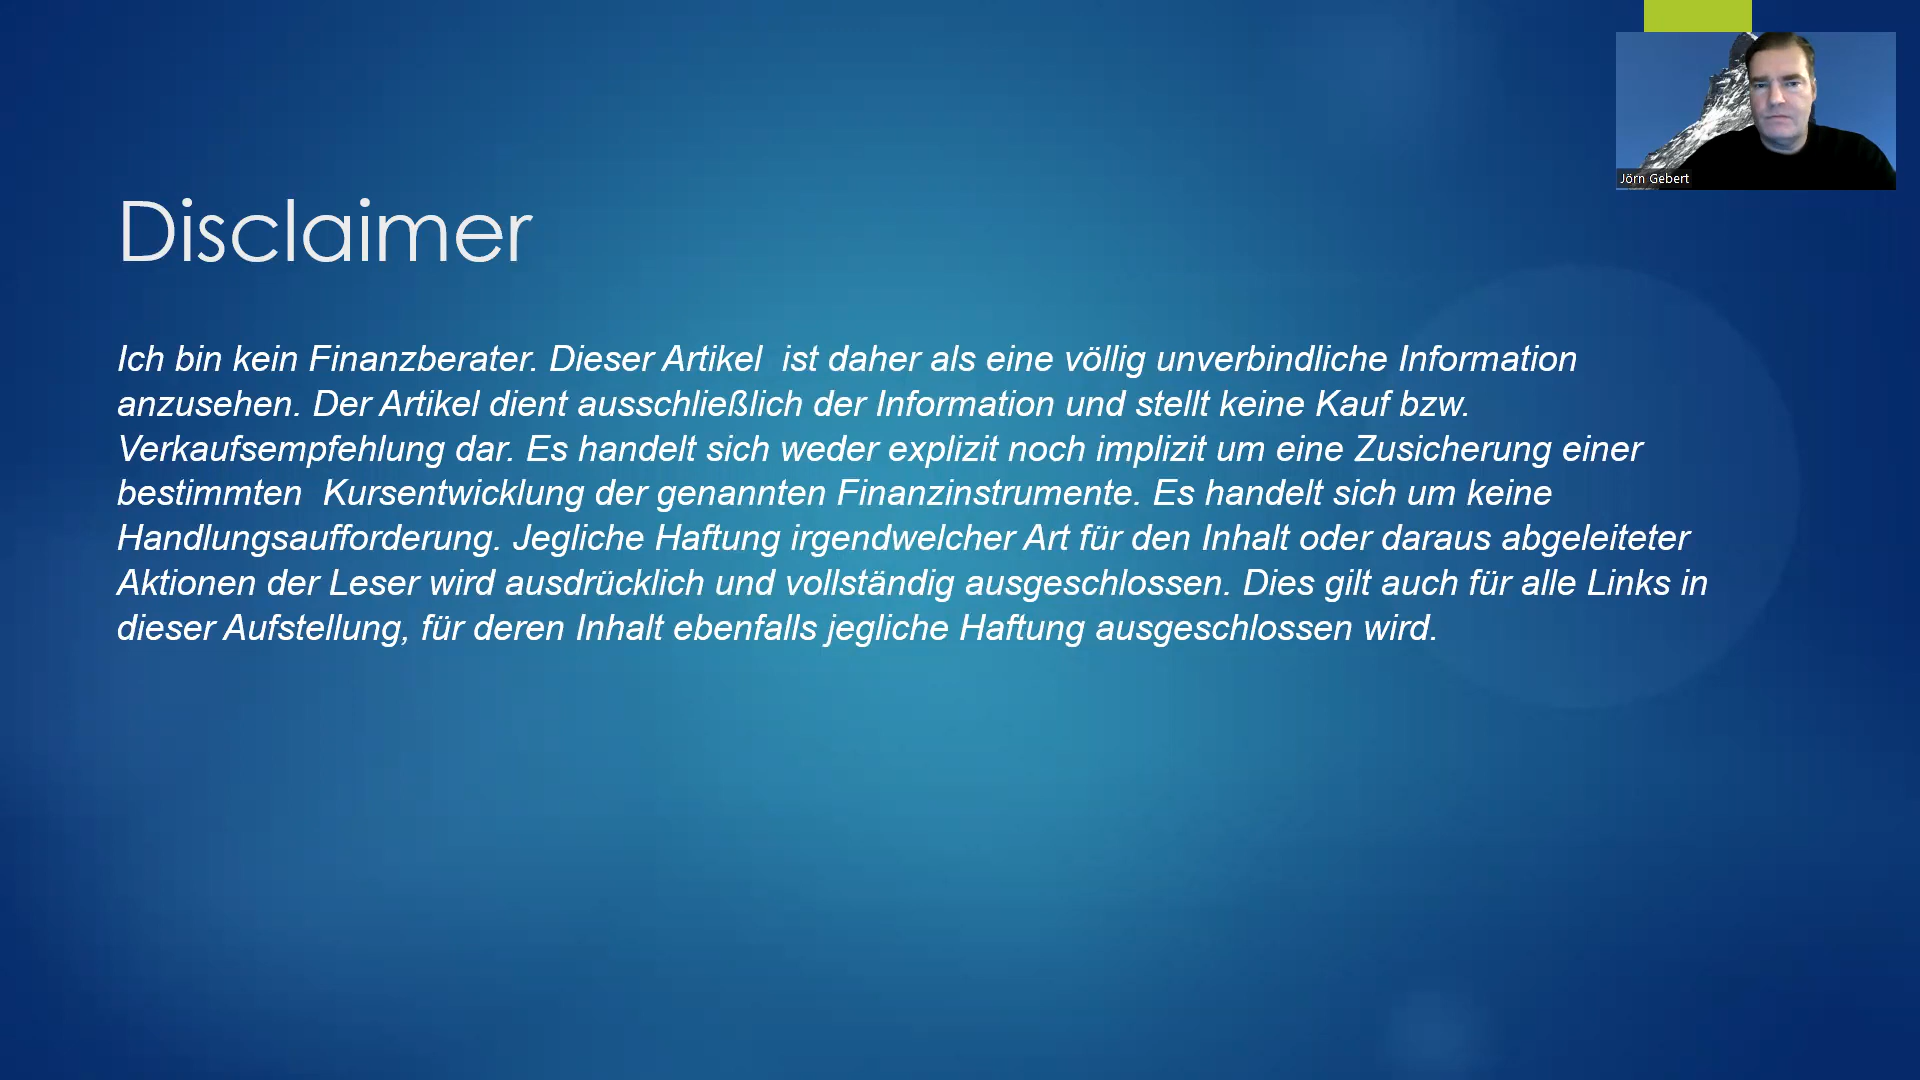 Jörn Gebert
Disclaimer
Ich bin kein Finanzberater. Dieser Artikel  ist daher als eine völlig unverbindliche Information
anzusehen. Der Artikel dient ausschließlich der Information und stellt keine Kauf bzw.
Verkaufsempfehlung dar. Es handelt sich weder explizit noch implizit um eine Zusicherung einer
bestimmten  Kursentwicklung der genannten Finanzinstrumente. Es handelt sich um keine
Handlungsaufforderung. Jegliche Haftung irgendwelcher Art für den Inhalt oder daraus abgeleiteter
Aktionen der Leser wird ausdrücklich und vollständig ausgeschlossen. Dies gilt auch für alle Links in
dieser Aufstellung, für deren Inhalt ebenfalls jegliche Haftung ausgeschlossen wird.